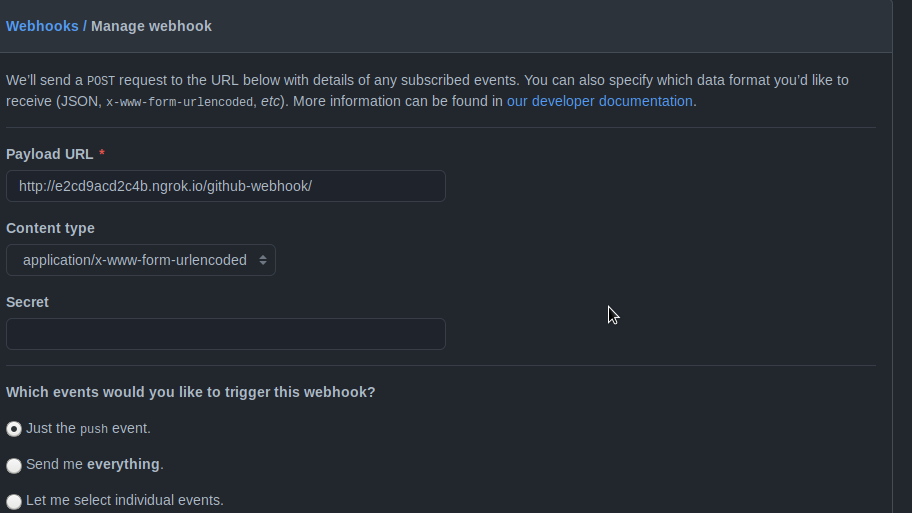 Webhooks / Manage webhook
We’ll send a POST request to the URL below with details of any subscribed events. You can also specify which data format you’d like to
receive (JSON, x-www-form-urlencoded, etc). More information can be found in our developer documentation.
Payload URL *
http://e2cd9acd2c4b.ngrok.io/github-webhook/
Content type
application/x-www-form-urlencoded
Secret
Which events would you like to trigger this webhook?
Just the push event.
Send me everything.
Let me select individual events.